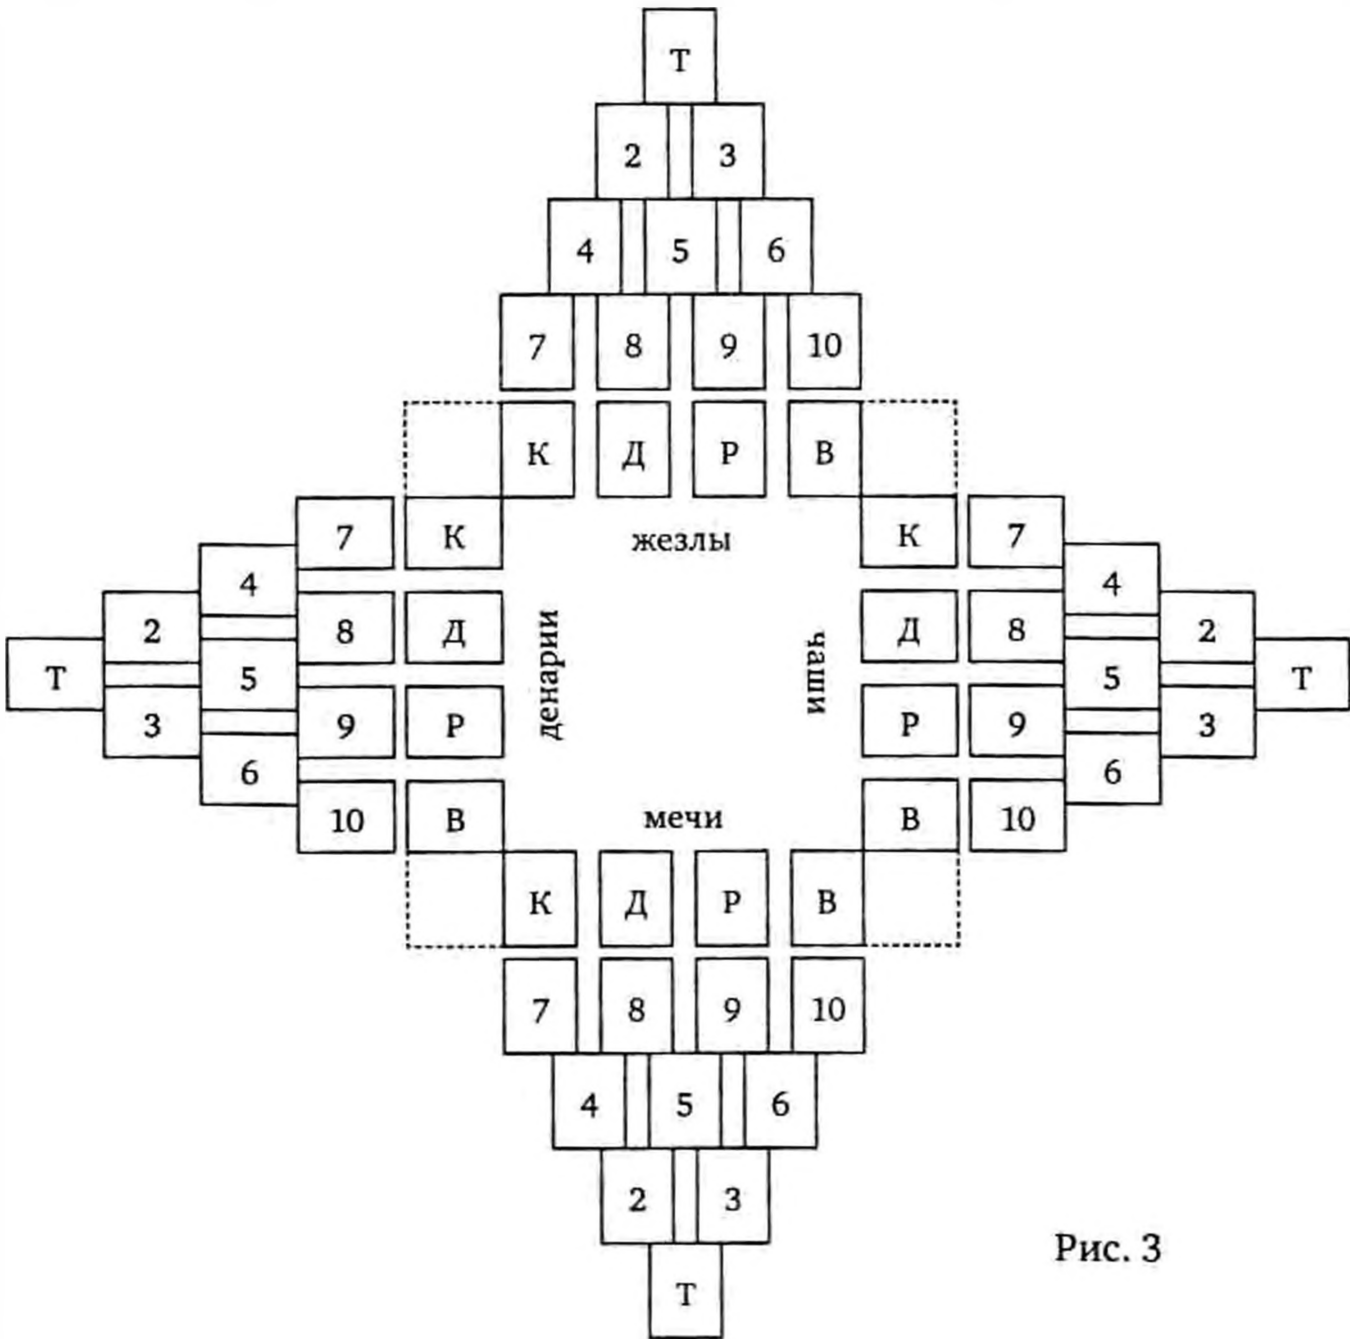 Т
2 3
4 5 6
7 8 9 10
К Д Р В
7 К жезлы К 7
4 4
2 8 Д Д 8 2
Т 5 денарии чаши 5 Т
3 9 Р Р 9 3
6 6
10 В мечи В 10
К Д Р В
7 8 9 10
4 5 6
2 3
Т
Рис. 3